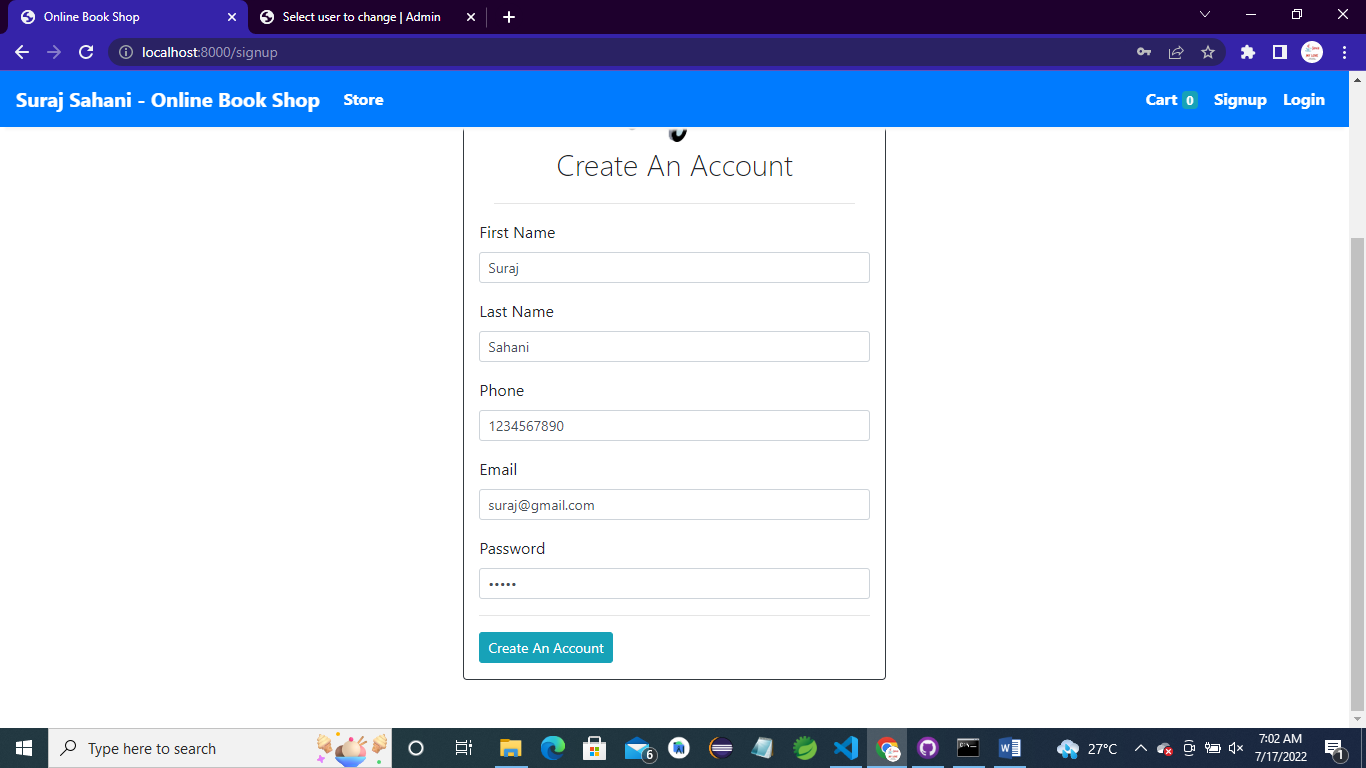 Online Book Shop
Select user to change | Admin
localhost:8000/signup
Suraj Sahani - Online Book Shop Store Cart 0 Signup Login
Create An Account
First Name
Suraj
Last Name
Sahani
Phone
1234567890
Email
suraj@gmail.com
Password
•••••
Create An Account
Type here to search
6
27°C
7:02 AM
7/17/2022
1